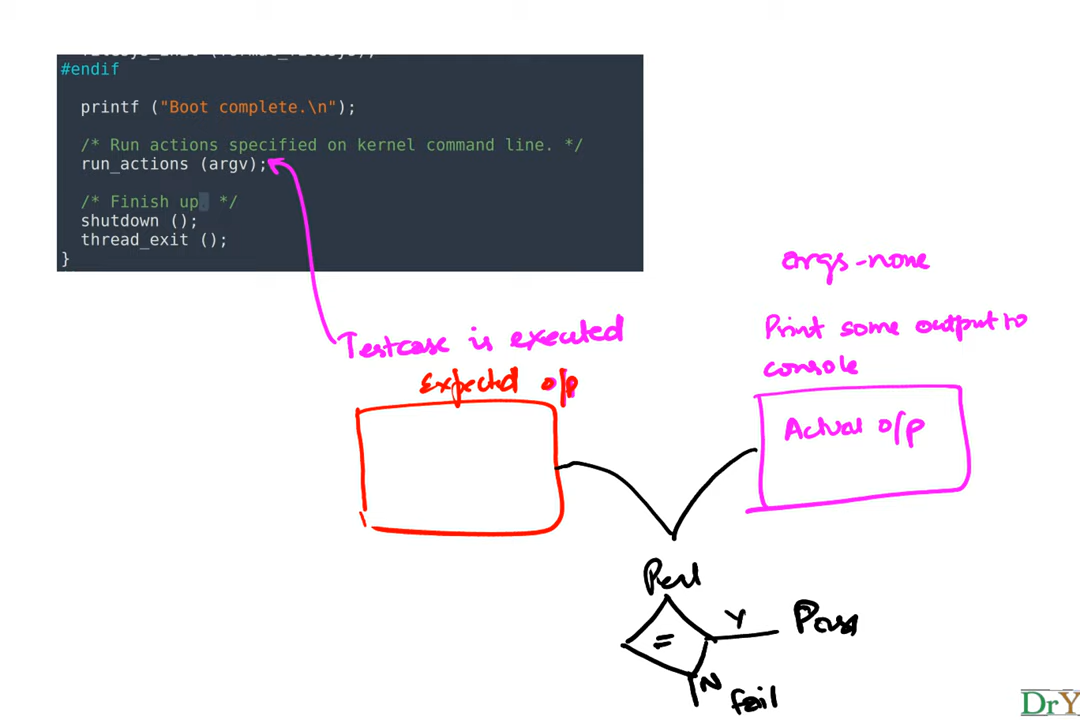 #endif
printf ("Boot complete.\n");
/* Run actions specified on kernel command line. */
run_actions (argv);
/* Finish up. */
shutdown ();
thread_exit ();
}
args-none
Print some output to
console
Testcase is executed
Expected o/p
Actual o/p
Perl
=
Y
Pass
N
fail
DrY